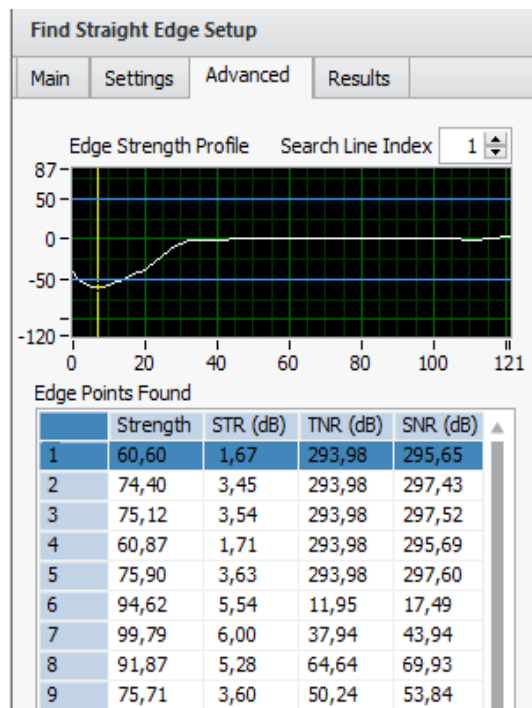 Find Straight Edge Setup
Main Settings Advanced Results
Edge Strength Profile Search Line Index 1
87
50
0
-50
-120
0 20 40 60 80 100 121
Edge Points Found
Strength STR (dB) TNR (dB) SNR (dB)
1 60,60 1,67 293,98 295,65
2 74,40 3,45 293,98 297,43
3 75,12 3,54 293,98 297,52
4 60,87 1,71 293,98 295,69
5 75,90 3,63 293,98 297,60
6 94,62 5,54 11,95 17,49
7 99,79 6,00 37,94 43,94
8 91,87 5,28 64,64 69,93
9 75,71 3,60 50,24 53,84